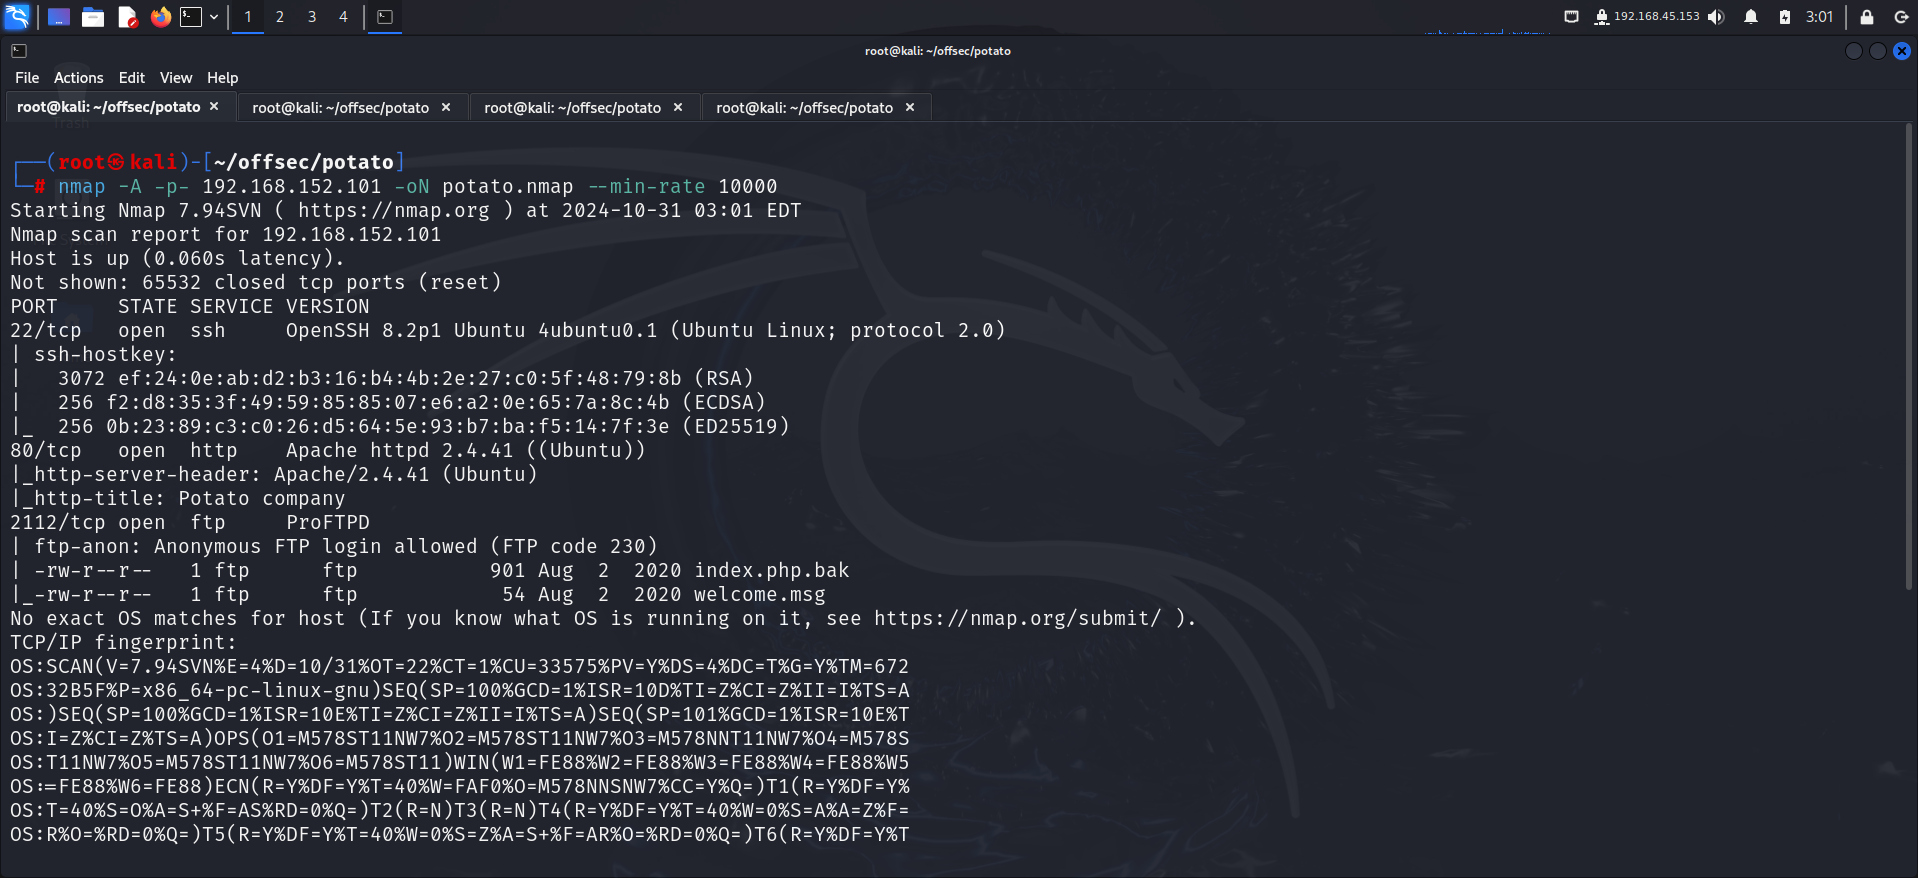 1 2 3 4 192.168.45.153 3:01
root@kali: ~/offsec/potato
File Actions Edit View Help
root@kali: ~/offsec/potato × root@kali: ~/offsec/potato × root@kali: ~/offsec/potato × root@kali: ~/offsec/potato ×
Trash
┌──(root㉿kali)-[~/offsec/potato]
└─# nmap -A -p- 192.168.152.101 -oN potato.nmap --min-rate 10000
Starting Nmap 7.94SVN ( https://nmap.org ) at 2024-10-31 03:01 EDT
Nmap scan report for 192.168.152.101
Host is up (0.060s latency).
Not shown: 65532 closed tcp ports (reset)
PORT     STATE SERVICE VERSION
22/tcp   open  ssh     OpenSSH 8.2p1 Ubuntu 4ubuntu0.1 (Ubuntu Linux; protocol 2.0)
| ssh-hostkey:
|   3072 ef:24:0e:ab:d2:b3:16:b4:4b:2e:27:c0:5f:48:79:8b (RSA)
|   256 f2:d8:35:3f:49:59:85:85:07:e6:a2:0e:65:7a:8c:4b (ECDSA)
|_  256 0b:23:89:c3:c0:26:d5:64:5e:93:b7:ba:f5:14:7f:3e (ED25519)
80/tcp   open  http    Apache httpd 2.4.41 ((Ubuntu))
|_http-server-header: Apache/2.4.41 (Ubuntu)
|_http-title: Potato company
2112/tcp open  ftp     ProFTPD
| ftp-anon: Anonymous FTP login allowed (FTP code 230)
| -rw-r--r--   1 ftp      ftp           901 Aug  2  2020 index.php.bak
|_-rw-r--r--   1 ftp      ftp            54 Aug  2  2020 welcome.msg
No exact OS matches for host (If you know what OS is running on it, see https://nmap.org/submit/ ).
TCP/IP fingerprint:
OS:SCAN(V=7.94SVN%E=4%D=10/31%OT=22%CT=1%CU=33575%PV=Y%DS=4%DC=T%G=Y%TM=672
OS:32B5F%P=x86_64-pc-linux-gnu)SEQ(SP=100%GCD=1%ISR=10D%TI=Z%CI=Z%II=I%TS=A
OS:)SEQ(SP=100%GCD=1%ISR=10E%TI=Z%CI=Z%II=I%TS=A)SEQ(SP=101%GCD=1%ISR=10E%T
OS:I=Z%CI=Z%TS=A)OPS(O1=M578ST11NW7%O2=M578ST11NW7%O3=M578NNT11NW7%O4=M578S
OS:T11NW7%O5=M578ST11NW7%O6=M578ST11)WIN(W1=FE88%W2=FE88%W3=FE88%W4=FE88%W5
OS:=FE88%W6=FE88)ECN(R=Y%DF=Y%T=40%W=FAF0%O=M578NNSNW7%CC=Y%Q=)T1(R=Y%DF=Y%
OS:T=40%S=O%A=S+%F=AS%RD=0%Q=)T2(R=N)T3(R=N)T4(R=Y%DF=Y%T=40%W=0%S=A%A=Z%F=
OS:R%O=%RD=0%Q=)T5(R=Y%DF=Y%T=40%W=0%S=Z%A=S+%F=AR%O=%RD=0%Q=)T6(R=Y%DF=Y%T